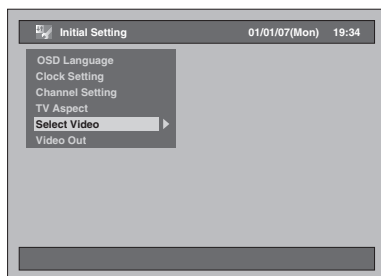 Initial Setting 01/01/07(Mon) 19:34
OSD Language
Clock Setting
Channel Setting
TV Aspect
Select Video
Video Out